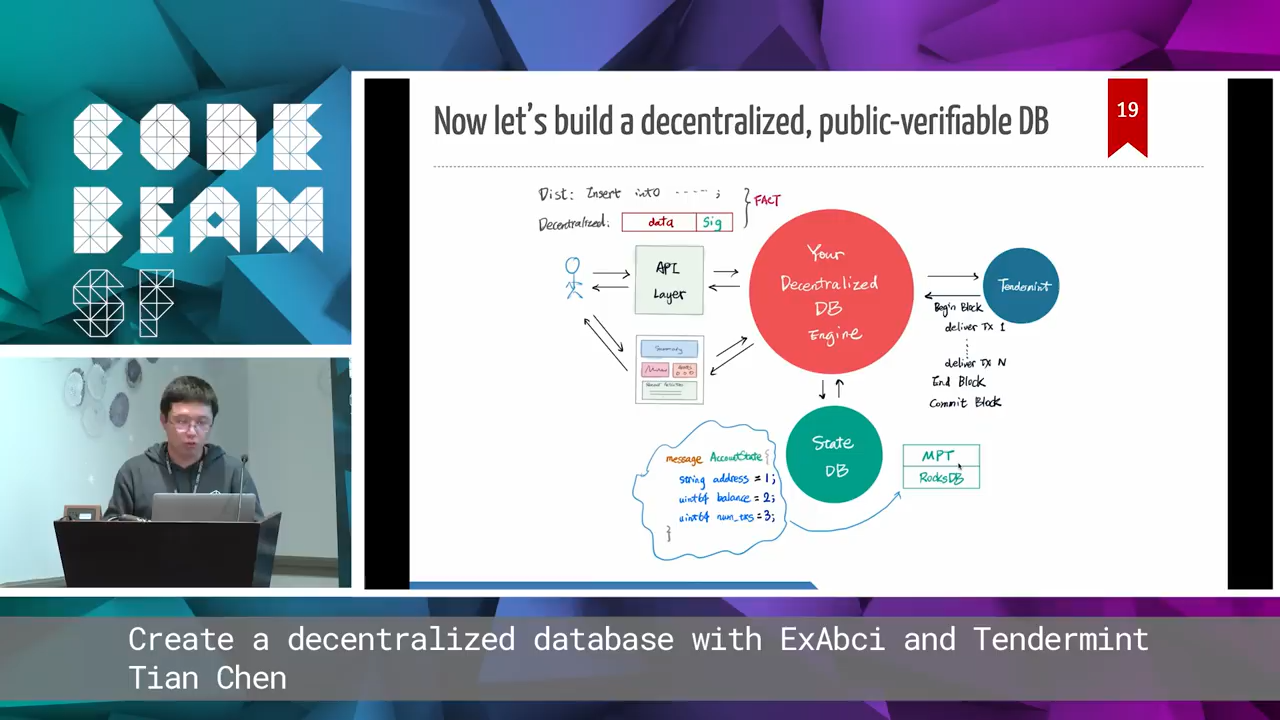 CODE
BEAM
SF
Now let's build a decentralized, public-verifiable DB
19
Dist: Insert into ------ ;
FACT
Decentralized: data Sig
API
Layer
Your
Decentralized
DB
Engine
Tendermint
Begin Block
deliver Tx 1
deliver Tx N
End Block
Commit Block
Summary
State
DB
message AccountState {
string address = 1;
uint64 balance = 2;
uint64 num_txs = 3;
}
MPT
RocksDB
Create a decentralized database with ExAbci and Tendermint
Tian Chen